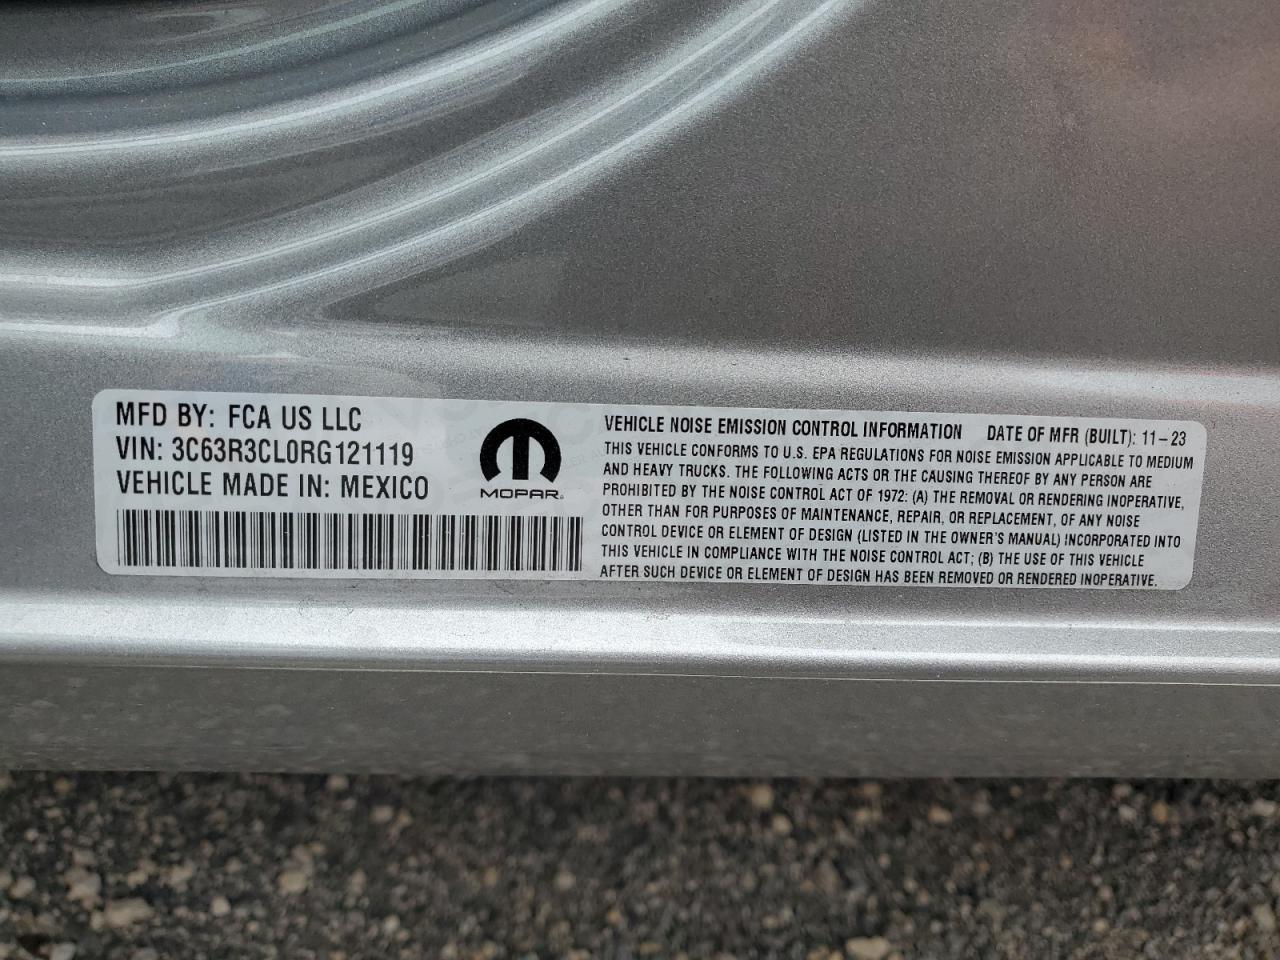 MFD BY: FCA US LLC
VIN: 3C63R3CL0RG121119
VEHICLE MADE IN: MEXICO
MOPAR
VEHICLE NOISE EMISSION CONTROL INFORMATION DATE OF MFR (BUILT): 11-23
THIS VEHICLE CONFORMS TO U.S. EPA REGULATIONS FOR NOISE EMISSION APPLICABLE TO MEDIUM
AND HEAVY TRUCKS. THE FOLLOWING ACTS OR THE CAUSING THEREOF BY ANY PERSON ARE
PROHIBITED BY THE NOISE CONTROL ACT OF 1972: (A) THE REMOVAL OR RENDERING INOPERATIVE,
OTHER THAN FOR PURPOSES OF MAINTENANCE, REPAIR, OR REPLACEMENT, OF ANY NOISE
CONTROL DEVICE OR ELEMENT OF DESIGN (LISTED IN THE OWNER'S MANUAL) INCORPORATED INTO
THIS VEHICLE IN COMPLIANCE WITH THE NOISE CONTROL ACT; (B) THE USE OF THIS VEHICLE
AFTER SUCH DEVICE OR ELEMENT OF DESIGN HAS BEEN REMOVED OR RENDERED INOPERATIVE.